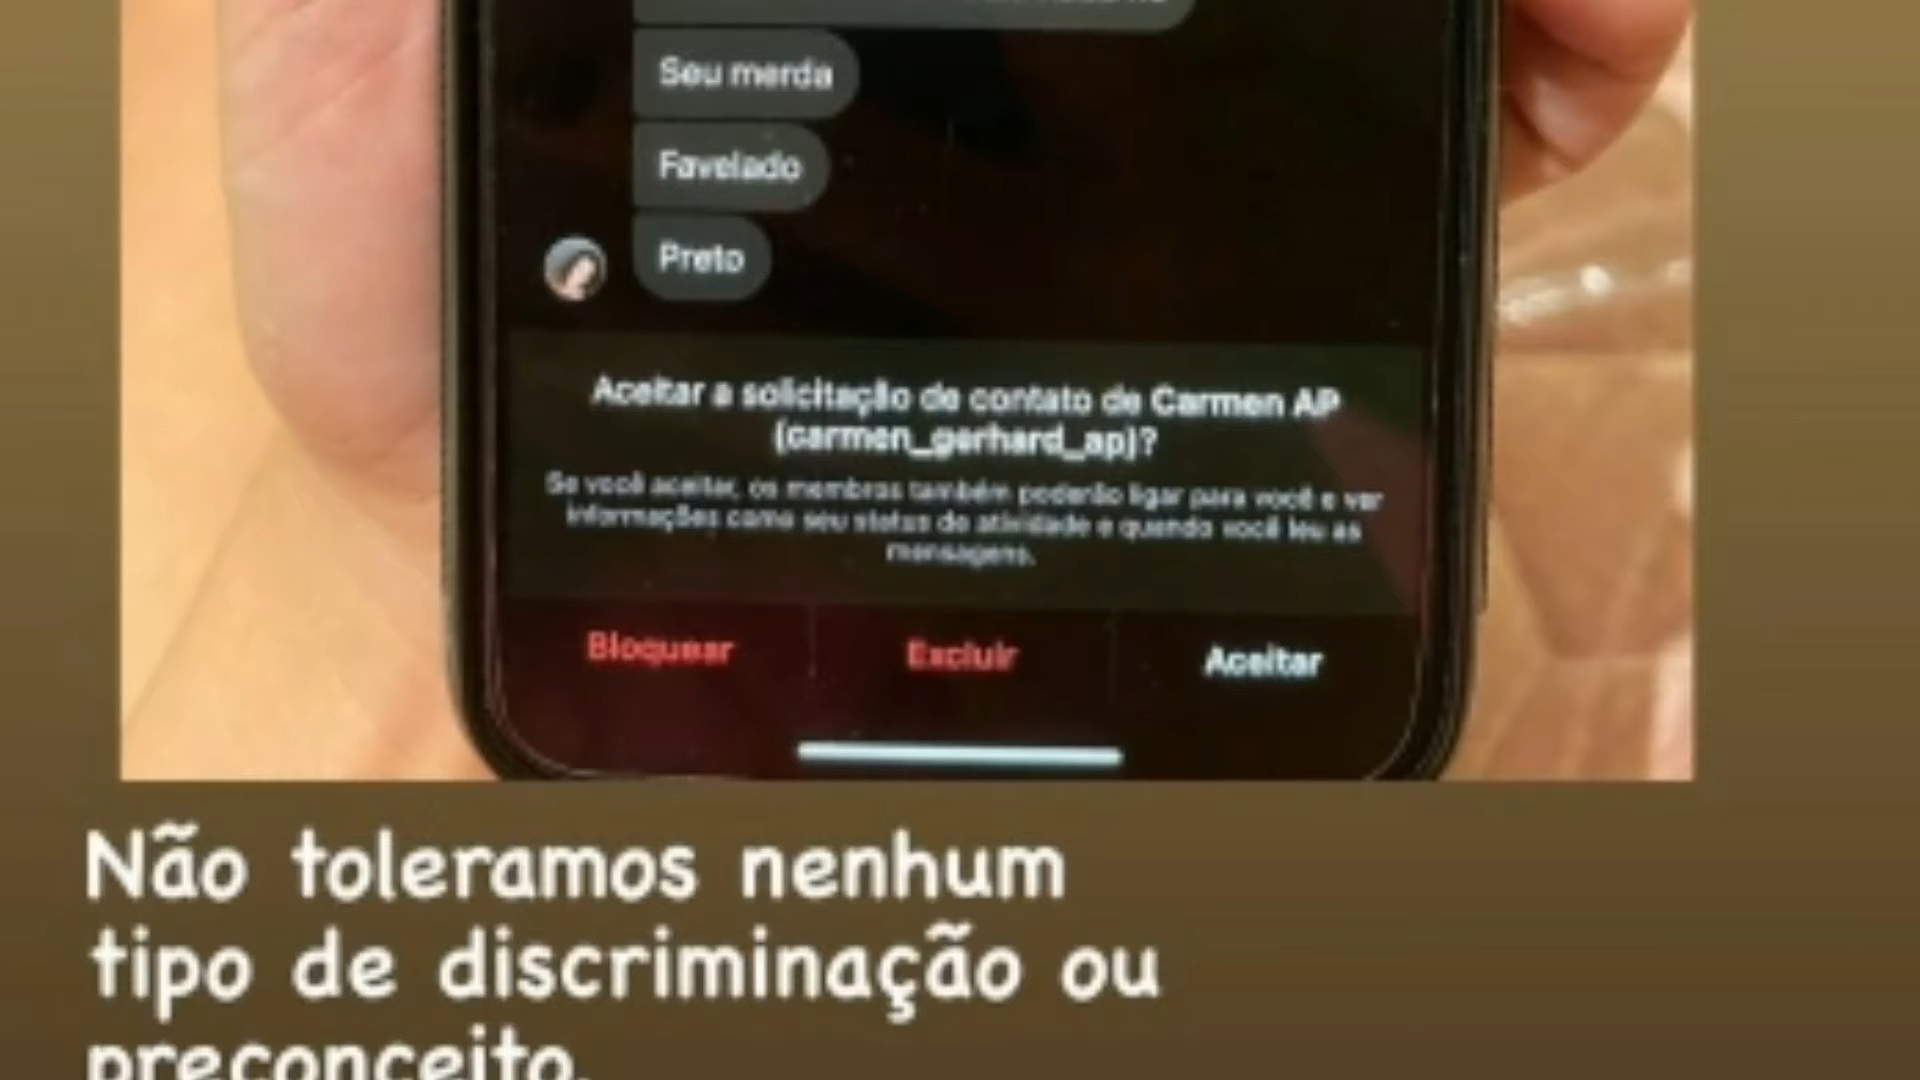 Seu merda
Favelado
Preto
Aceitar a solicitação de contato de Carmen AP
(carmen_gerhard_ap)?
Se você aceitar, os membros também poderão ligar para você e ver
informações como seu status de atividade e quando você leu as
mensagens.
Bloquear
Excluir
Aceitar
Não toleramos nenhum
tipo de discriminação ou
preconceito.